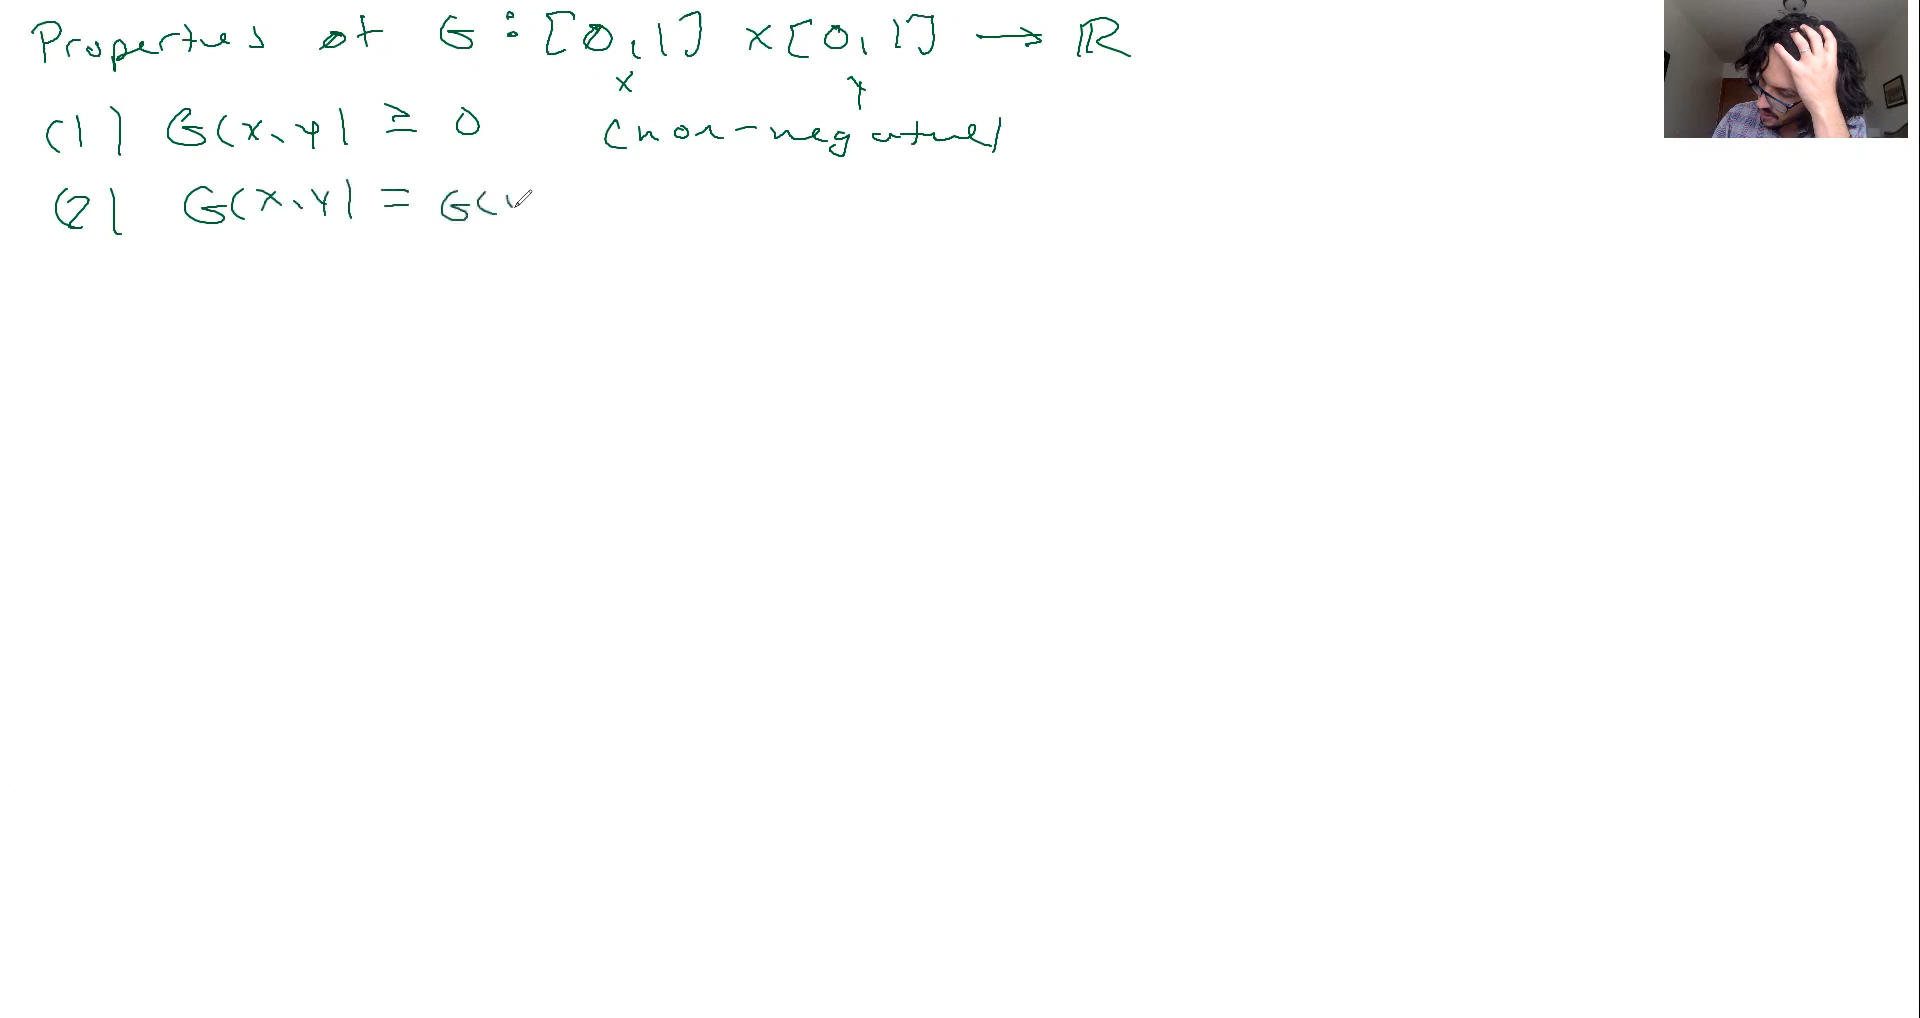 Properties of G : [0,1] x [0,1] → ℝ
x y
(1) G(x,y) ≥ 0 (non-negative)
(2) G(x,y) = G(y